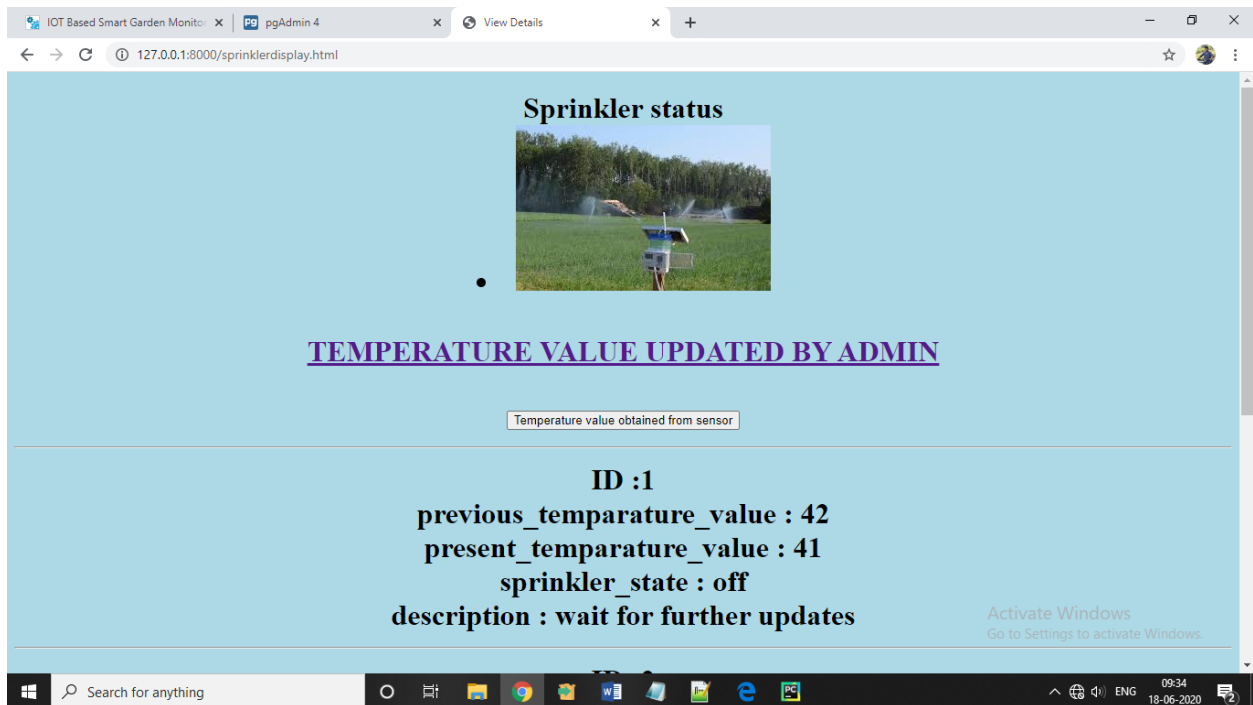 IOT Based Smart Garden Monitor
pgAdmin 4
View Details
127.0.0.1:8000/sprinklerdisplay.html
Sprinkler status
TEMPERATURE VALUE UPDATED BY ADMIN
Temperature value obtained from sensor
ID :1
previous_temparature_value : 42
present_temparature_value : 41
sprinkler_state : off
description : wait for further updates
Activate Windows
Go to Settings to activate Windows.
Search for anything
ENG
09:34
18-06-2020